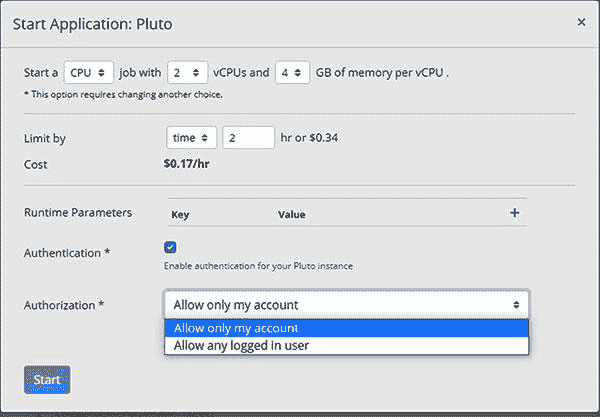 Start Application: Pluto ×
Start a CPU job with 2 vCPUs and 4 GB of memory per vCPU .
* This option requires changing another choice.
Limit by time 2 hr or $0.34
Cost $0.17/hr
Runtime Parameters Key Value +
Authentication *
Enable authentication for your Pluto instance
Authorization * Allow only my account
Allow only my account
Allow any logged in user
Start